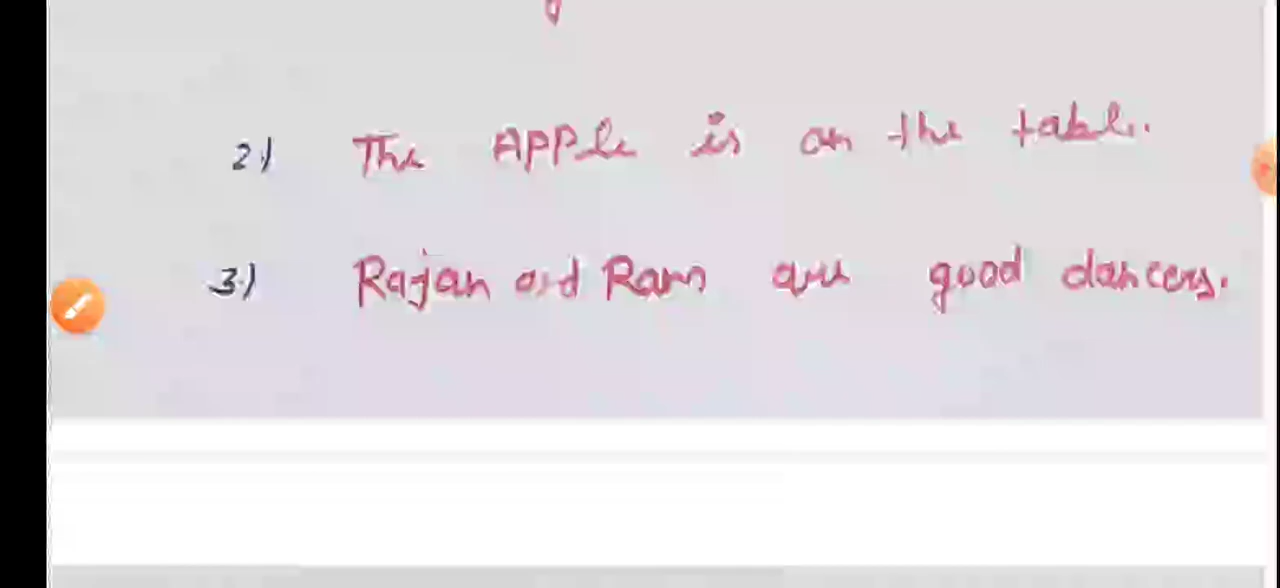 2) The APPle is on the table.
3) Rajan and Ram are good dancers.